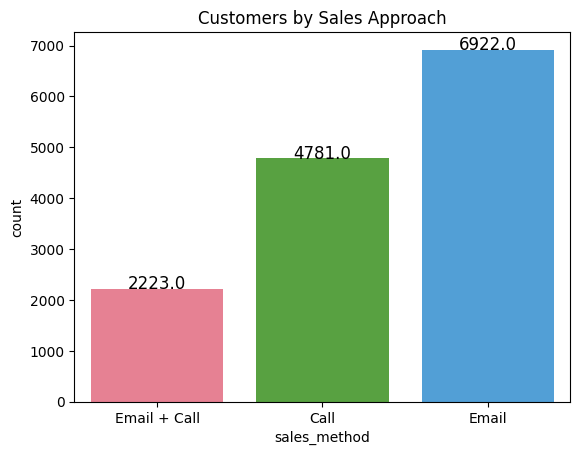 Customers by Sales Approach
7000
6000
5000
4000
3000
2000
1000
0
count
6922.0
4781.0
2223.0
Email + Call
Call
Email
sales_method